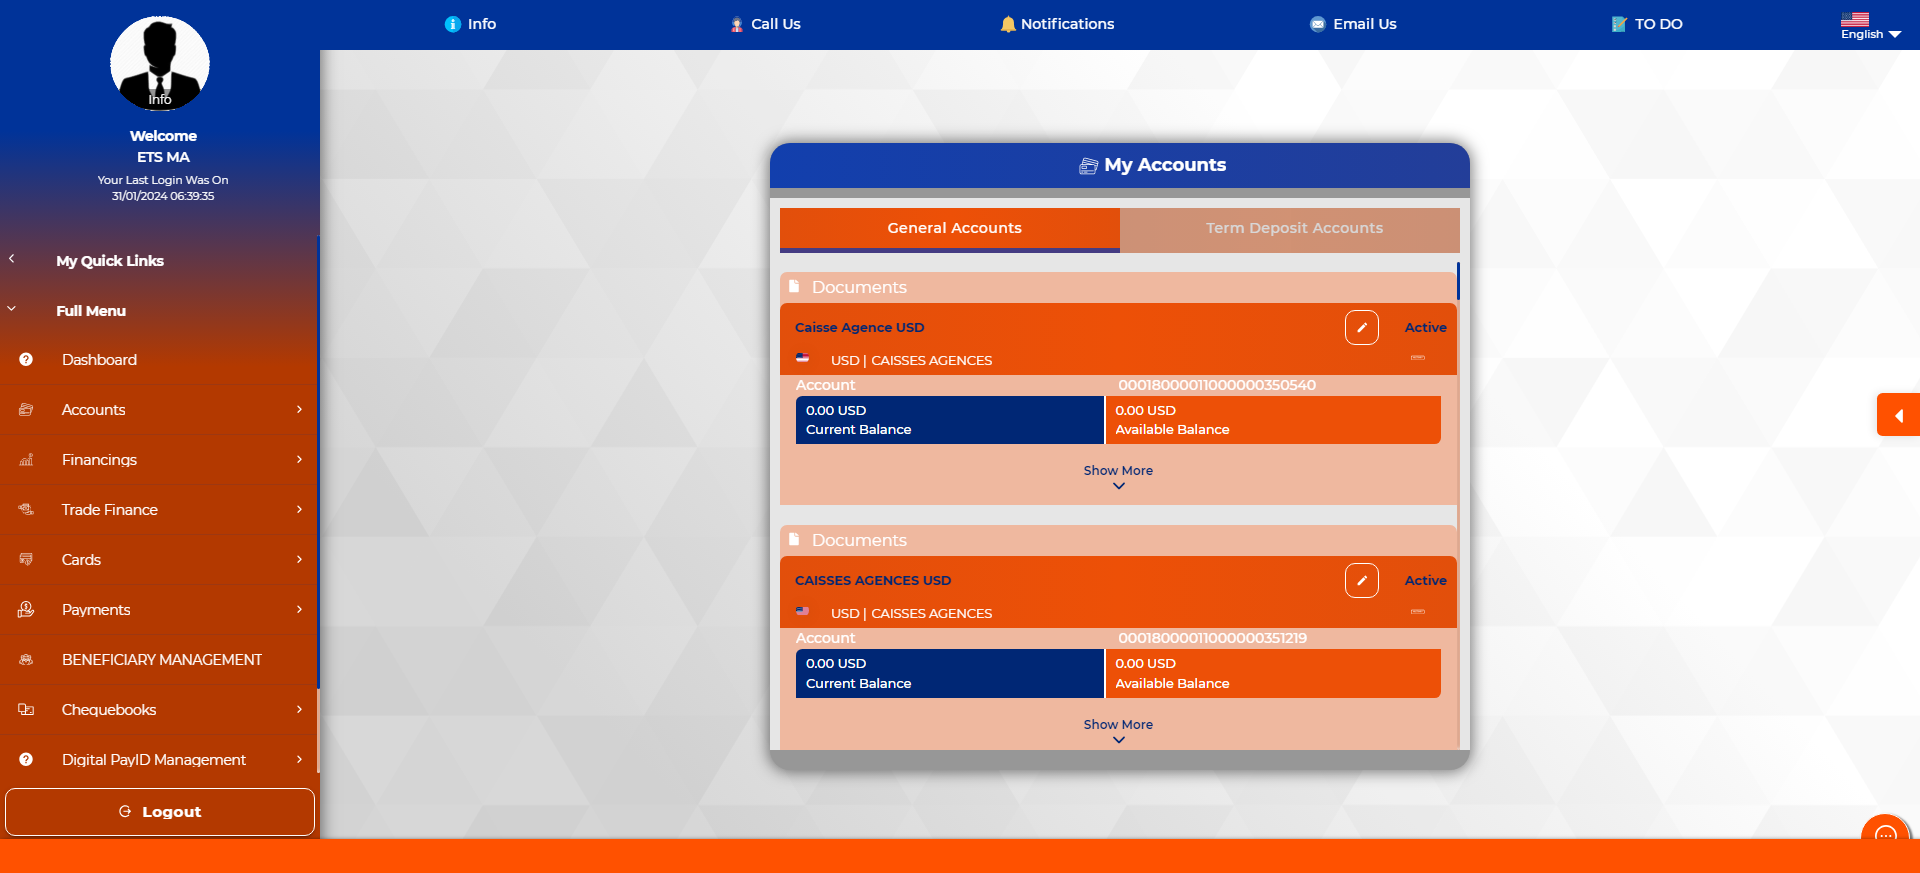 Info
Call Us
Notifications
Email Us
TO DO
English
Info
Welcome
ETS MA
Your Last Login Was On
31/01/2024 06:39:35
My Quick Links
Full Menu
Dashboard
Accounts
Financings
Trade Finance
Cards
Payments
BENEFICIARY MANAGEMENT
Chequebooks
Digital PayID Management
Logout
My Accounts
General Accounts
Term Deposit Accounts
Documents
Caisse Agence USD
Active
USD | CAISSES AGENCES
Account
00018000011000000350540
0.00 USD
Current Balance
0.00 USD
Available Balance
Show More
Documents
CAISSES AGENCES USD
Active
USD | CAISSES AGENCES
Account
00018000011000000351219
0.00 USD
Current Balance
0.00 USD
Available Balance
Show More